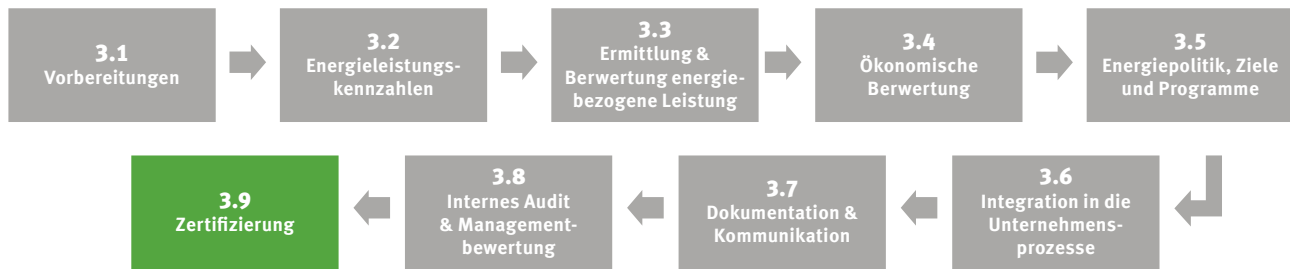 3.1
Vorbereitungen
3.2
Energieleistungs-
kennzahlen
3.3
Ermittlung &
Berwertung energie-
bezogene Leistung
3.4
Ökonomische
Berwertung
3.5
Energiepolitik, Ziele
und Programme
3.6
Integration in die
Unternehmens-
prozesse
3.7
Dokumentation &
Kommunikation
3.8
Internes Audit
& Management-
bewertung
3.9
Zertifizierung